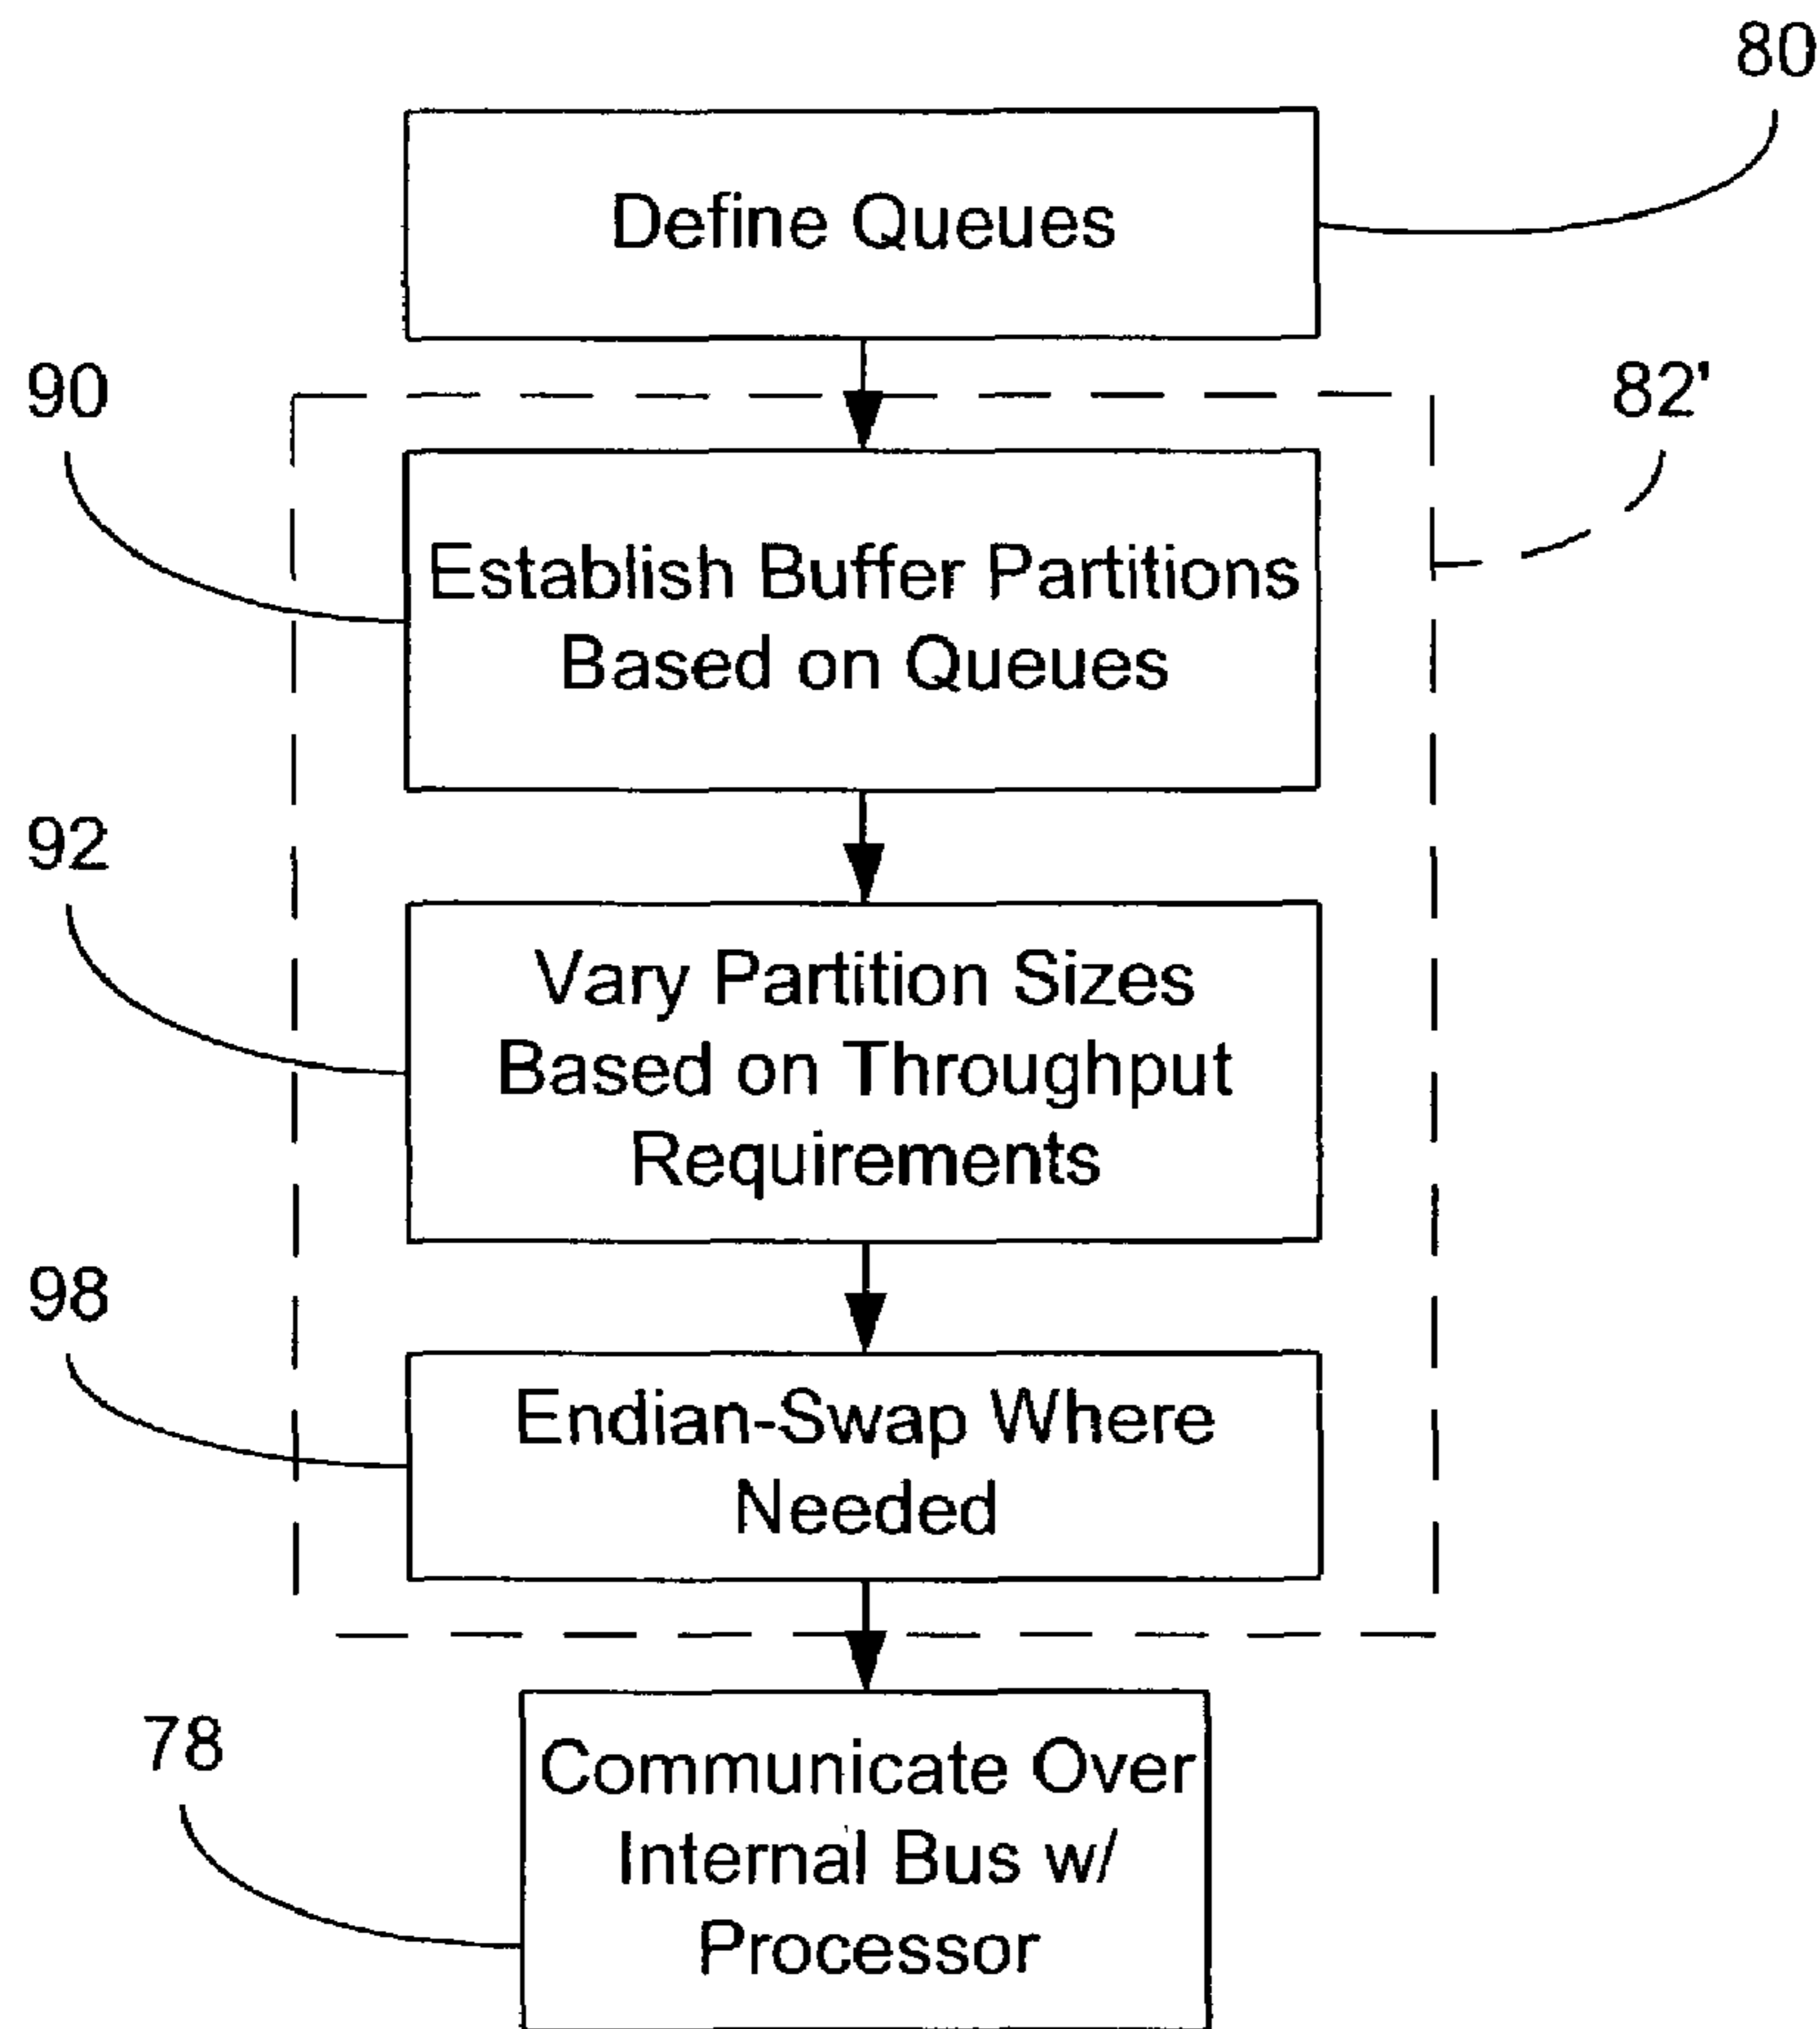 80
Define Queues
90
82'
Establish Buffer Partitions
Based on Queues
92
Vary Partition Sizes
Based on Throughput
Requirements
98
Endian-Swap Where
Needed
78
Communicate Over
Internal Bus w/
Processor